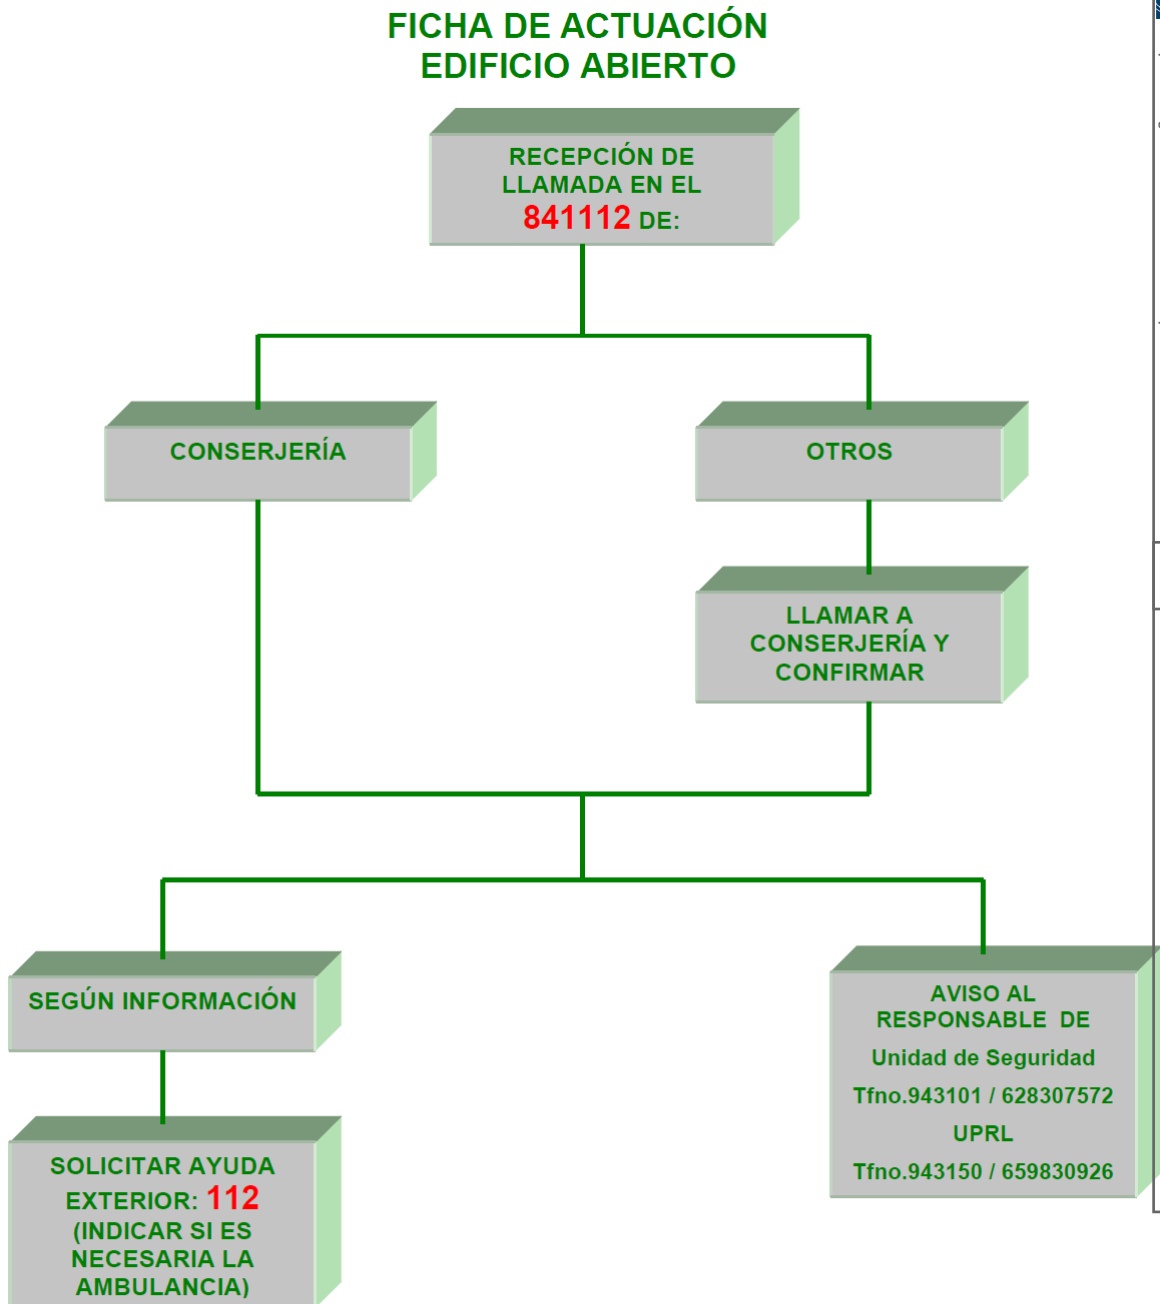 FICHA DE ACTUACIÓN
EDIFICIO ABIERTO
RECEPCIÓN DE
LLAMADA EN EL
841112 DE:
CONSERJERÍA
OTROS
LLAMAR A
CONSERJERÍA Y
CONFIRMAR
SEGÚN INFORMACIÓN
SOLICITAR AYUDA
EXTERIOR: 112
(INDICAR SI ES
NECESARIA LA
AMBULANCIA)
AVISO AL
RESPONSABLE DE
Unidad de Seguridad
Tfno.943101 / 628307572
UPRL
Tfno.943150 / 659830926